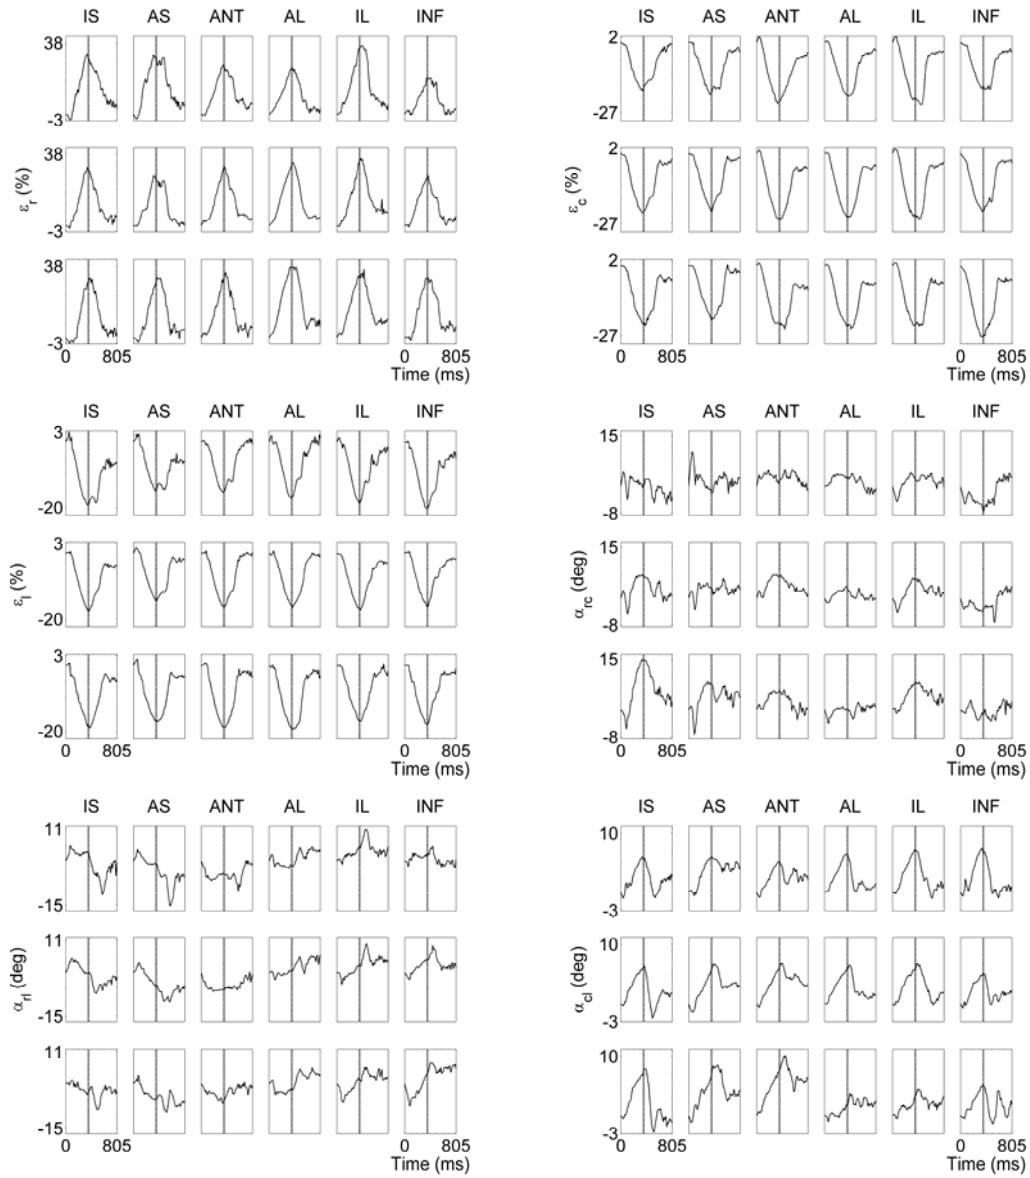 IS AS ANT AL IL INF
38
-3
38
ε_r (%)
-3
38
-3
0 805 0 805
Time (ms)
IS AS ANT AL IL INF
2
-27
2
ε_c (%)
-27
2
-27
0 805 0 805
Time (ms)
IS AS ANT AL IL INF
3
-20
3
ε_l (%)
-20
3
-20
0 805 0 805
Time (ms)
IS AS ANT AL IL INF
15
-8
15
α_rc (deg)
-8
15
-8
0 805 0 805
Time (ms)
IS AS ANT AL IL INF
11
-15
11
α_rl (deg)
-15
11
-15
0 805 0 805
Time (ms)
IS AS ANT AL IL INF
10
-3
10
α_cl (deg)
-3
10
-3
0 805 0 805
Time (ms)